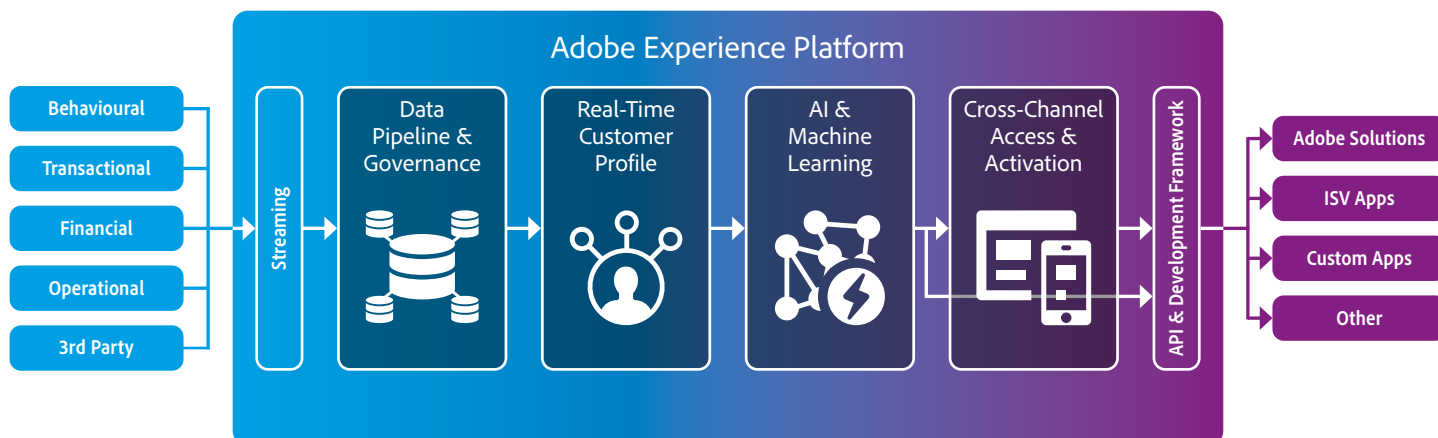 Adobe Experience Platform
Behavioural
Transactional
Financial
Operational
3rd Party
Streaming
Data
Pipeline &
Governance
Real-Time
Customer
Profile
AI &
Machine
Learning
Cross-Channel
Access &
Activation
API & Development Framework
Adobe Solutions
ISV Apps
Custom Apps
Other